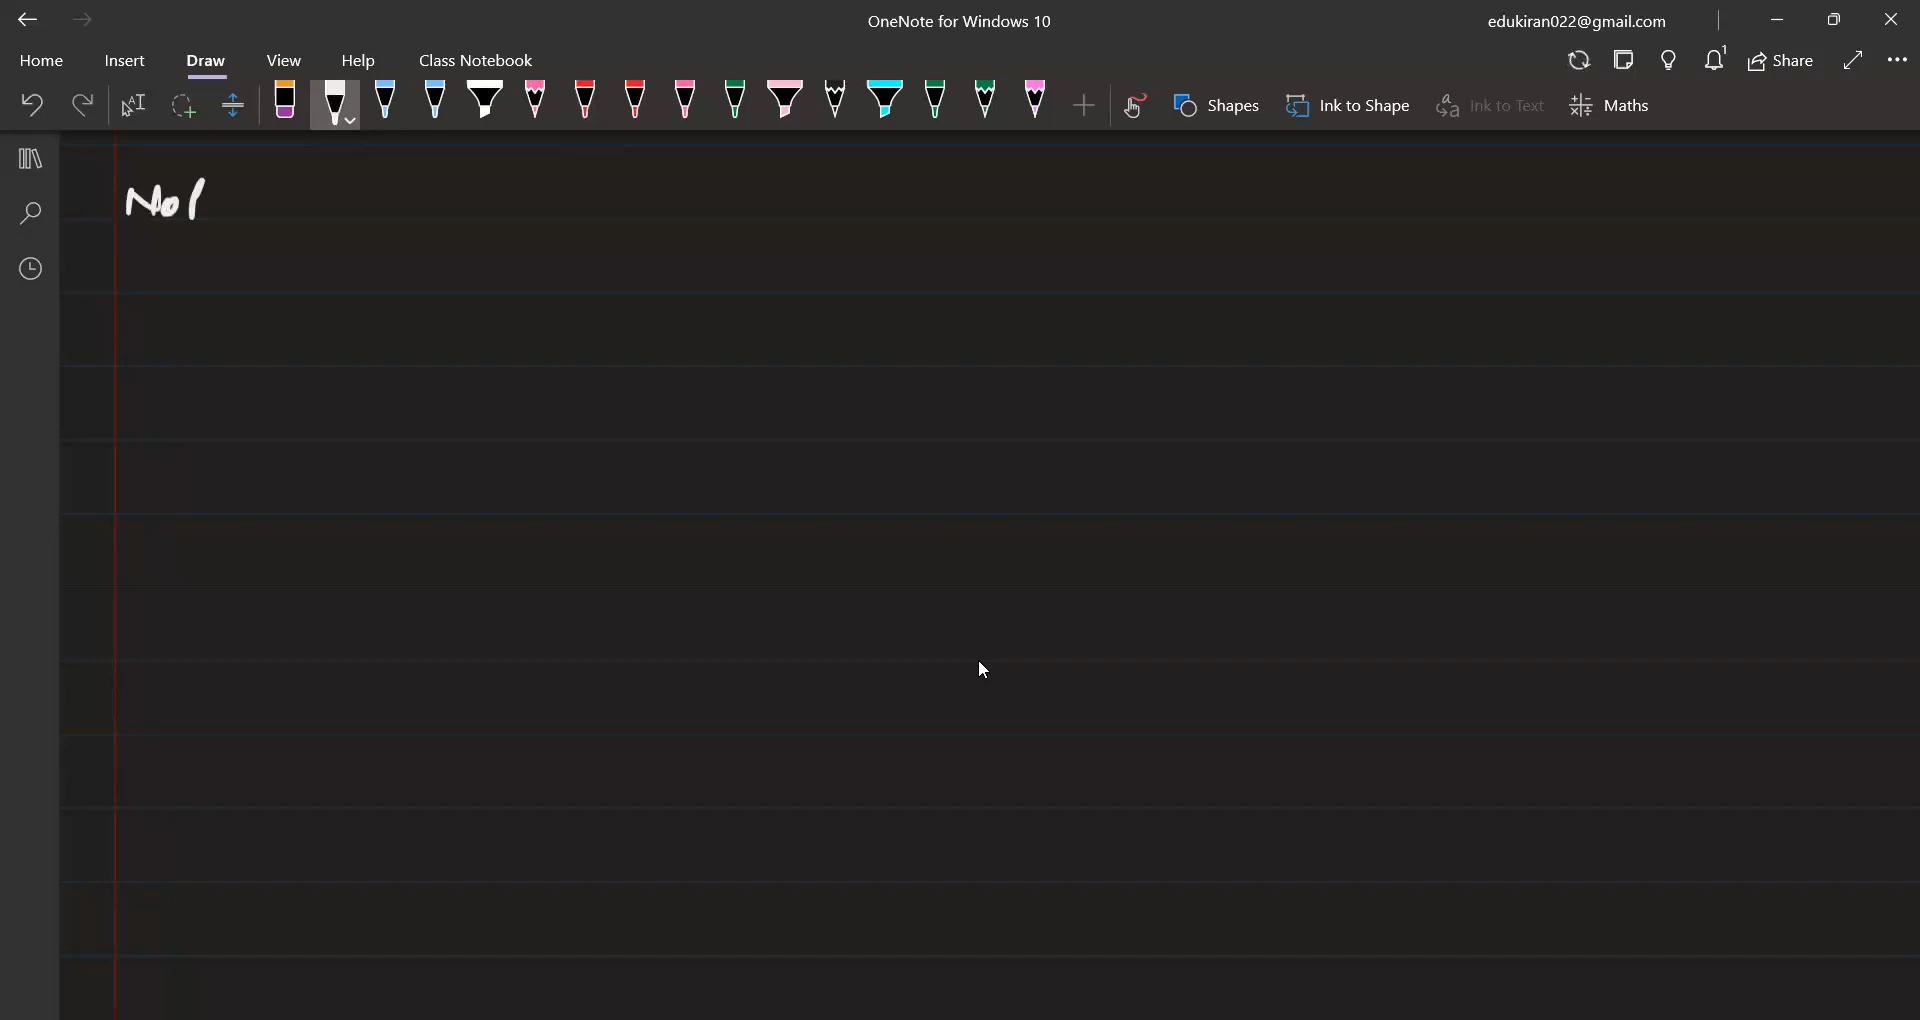 OneNote for Windows 10
edukiran022@gmail.com
Home Insert Draw View Help Class Notebook
1
Share
Shapes Ink to Shape Ink to Text Maths
Nol